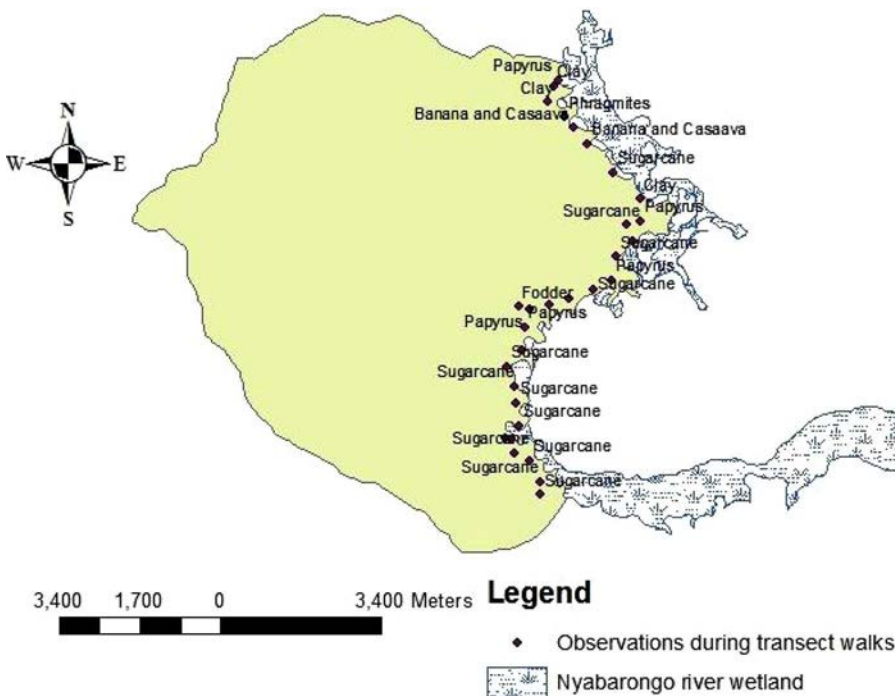 Papyrus
Clay
Clay
Phragmites
Banana and Casaava
Banana and Casaava
Sugarcane
N
W
E
S
Clay
Sugarcane
Papyrus
Sugarcane
Papyrus
Sugarcane
Fodder
Papyrus
Papyrus
Sugarcane
Sugarcane
Sugarcane
Sugarcane
Sugarcane
Sugarcane
Sugarcane
Sugarcane
3,400 1,700 0 3,400 Meters
Legend
Observations during transect walks
Nyabarongo river wetland